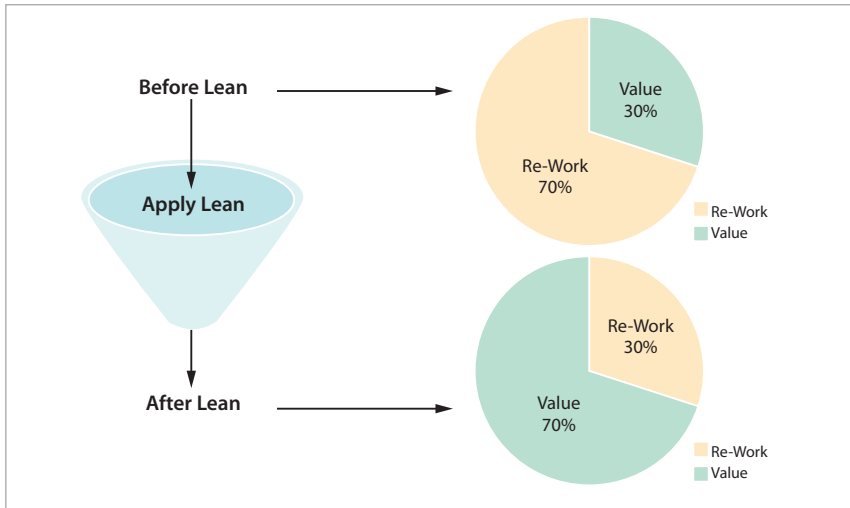 Before Lean
Apply Lean
After Lean
Value
30%
Re-Work
70%
Re-Work
Value
Re-Work
30%
Value
70%
Re-Work
Value